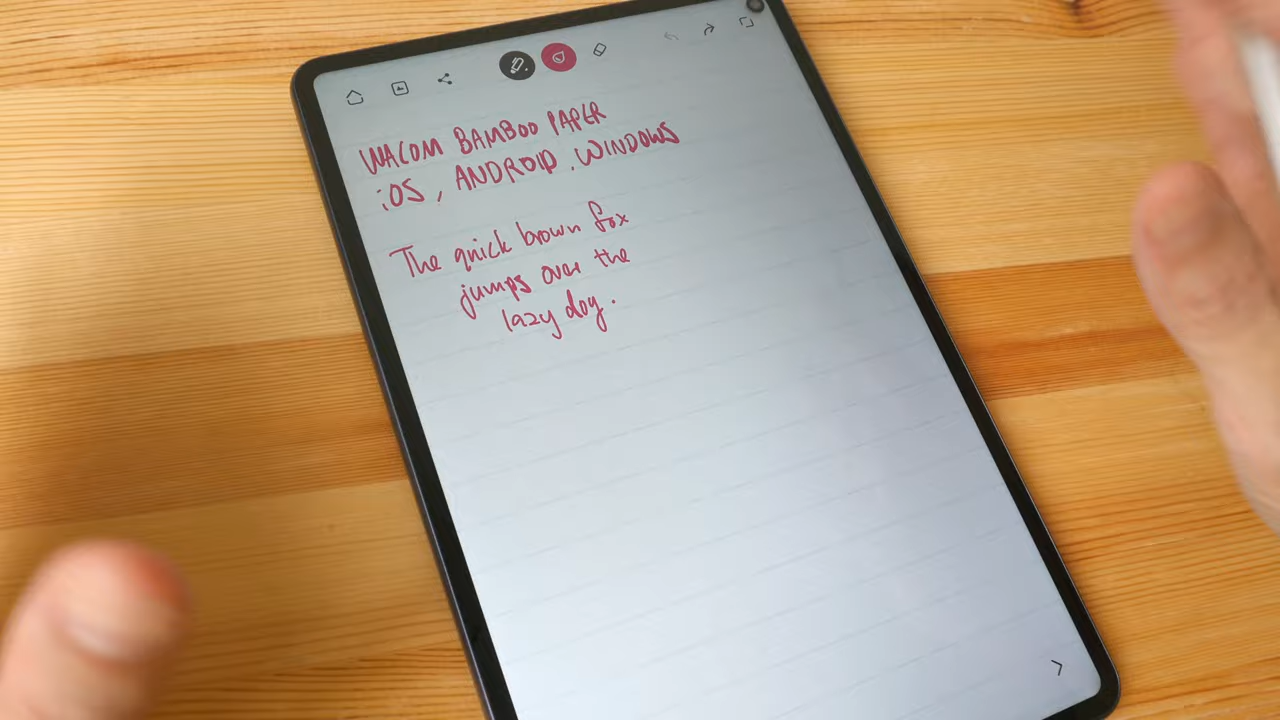 WACOM BAMBOO PAPER
iOS, ANDROID, WINDOWS
The quick brown fox
jumps over the
lazy dog.